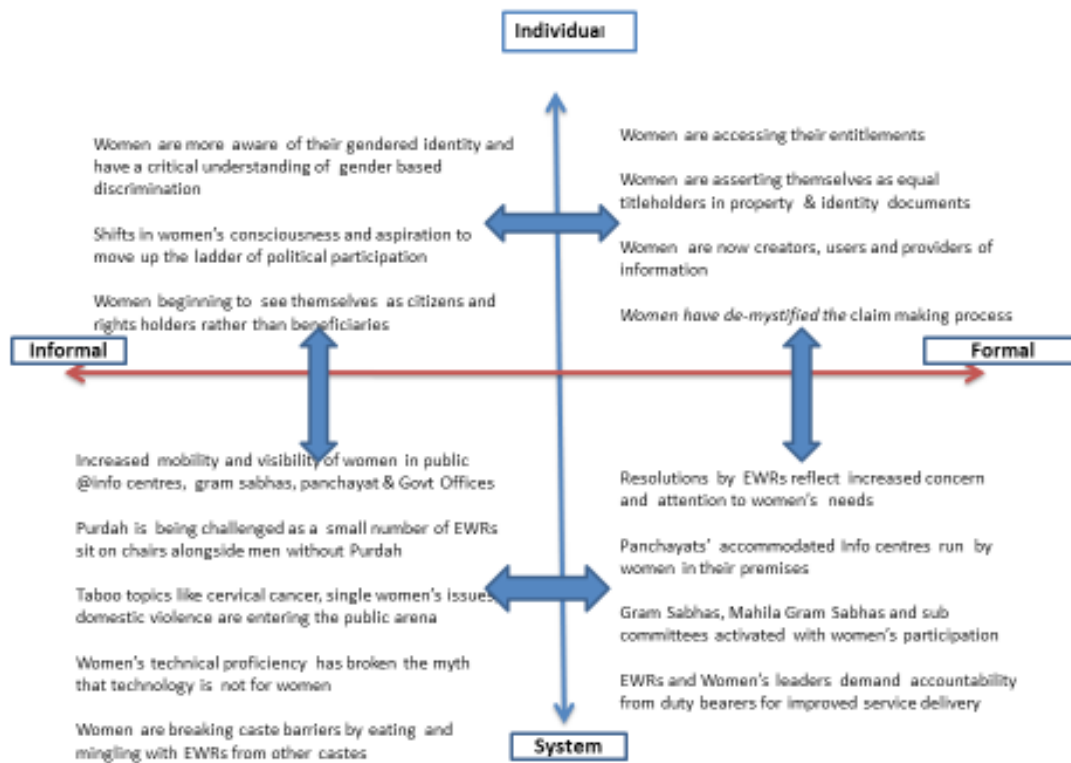 Individual
Women are more aware of their gendered identity and
have a critical understanding of gender based
discrimination
Shifts in women's consciousness and aspiration to
move up the ladder of political participation
Women beginning to see themselves as citizens and
rights holders rather than beneficiaries
Women are accessing their entitlements
Women are asserting themselves as equal
titleholders in property & identity documents
Women are now creators, users and providers of
information
Women have de-mystified the claim making process
Informal
Formal
Increased mobility and visibility of women in public
@info centres, gram sabhas, panchayat & Govt Offices
Purdah is being challenged as a small number of EWRs
sit on chairs alongside men without Purdah
Taboo topics like cervical cancer, single women's issues,
domestic violence are entering the public arena
Women's technical proficiency has broken the myth
that technology is not for women
Women are breaking caste barriers by eating and
mingling with EWRs from other castes
Resolutions by EWRs reflect increased concern
and attention to women's needs
Panchayats' accommodated Info centres run by
women in their premises
Gram Sabhas, Mahila Gram Sabhas and sub
committees activated with women's participation
EWRs and Women's leaders demand accountability
from duty bearers for improved service delivery
System